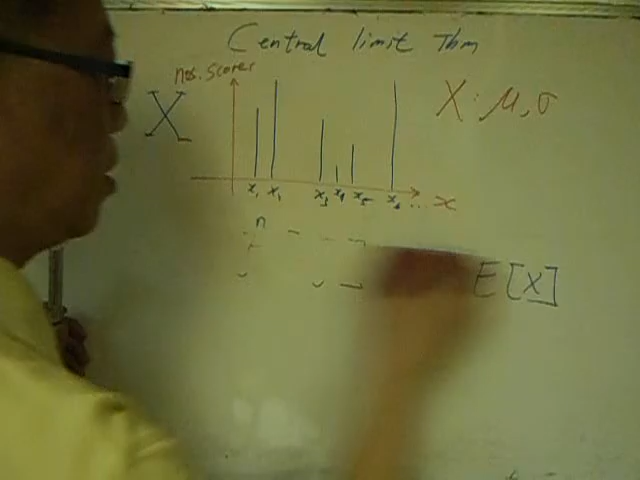 Central limit Thm
nos. scores
X
X: μ, σ
x₁ x₂ x₃ x₄ x₅ x₆ ... x
n
E[X]